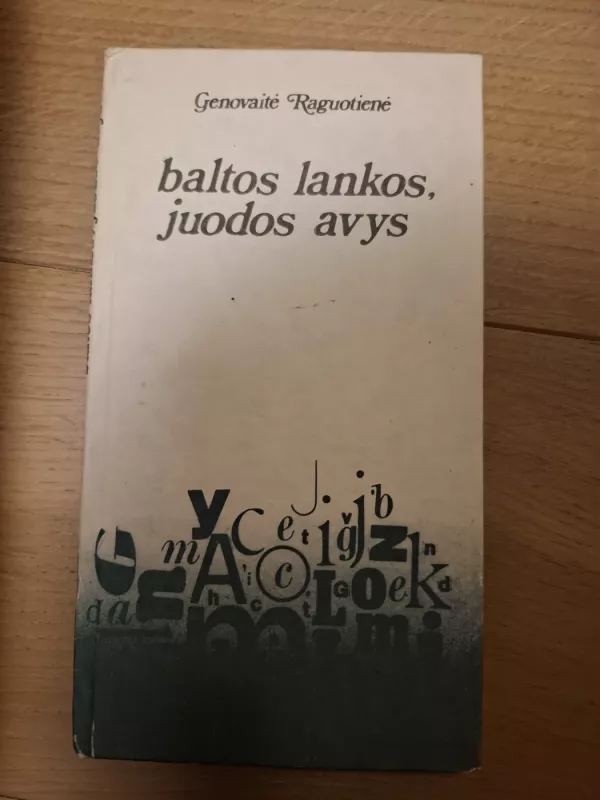 Genovaitė Raguotienė
baltos lankos,
juodos avys